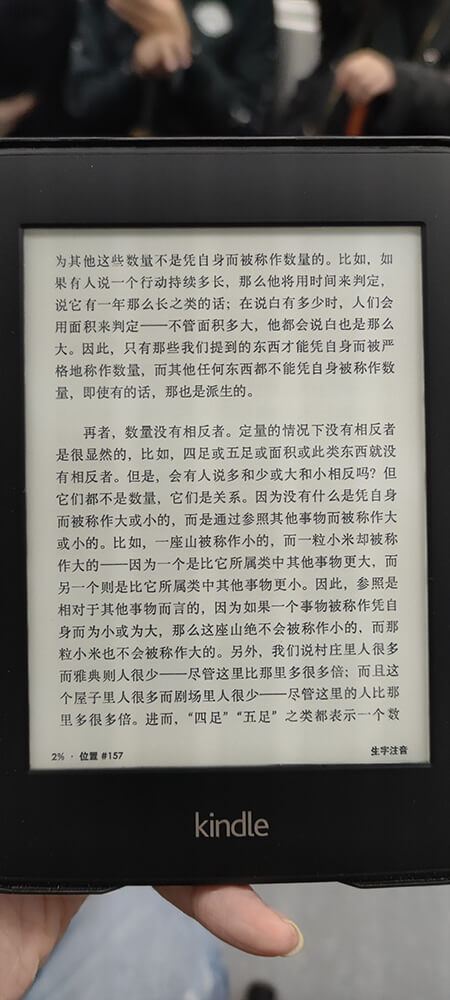 为其他这些数量不是凭自身而被称作数量的。比如，如
果有人说一个行动持续多长，那么他将用时间来判定，
说它有一年那么长之类的话；在说白有多少时，人们会
用面积来判定——不管面积多大，他都会说白也是那么
大。因此，只有那些我们提到的东西才能凭自身而被严
格地称作数量，而其他任何东西都不能凭自身被称作数
量，即使有的话，那也是派生的。
再者，数量没有相反者。定量的情况下没有相反者
是很显然的，比如，四足或五足或面积或此类东西就没
有相反者。但是，会有人说多和少或大和小相反吗？但
它们都不是数量，它们是关系。因为没有什么是凭自身
而被称作大或小的，而是通过参照其他事物而被称作大
或小的。比如，一座山被称作小的，而一粒小米却被称
作大的——因为一个是比它所属类中其他事物更大，而
另一个则是比它所属类中其他事物更小。因此，参照是
相对于其他事物而言的，因为如果一个事物被称作凭自
身而为小或为大，那么这座山绝不会被称作小的，而那
粒小米也不会被称作大的。另外，我们说村庄里人很多
而雅典则人很少——尽管这里比那里多很多倍；而且这
个屋子里人很多而剧场里人很少——尽管这里的人比那
里多很多倍。进而，“四足”“五足”之类都表示一个数
2% · 位置 #157
生字注音
kindle